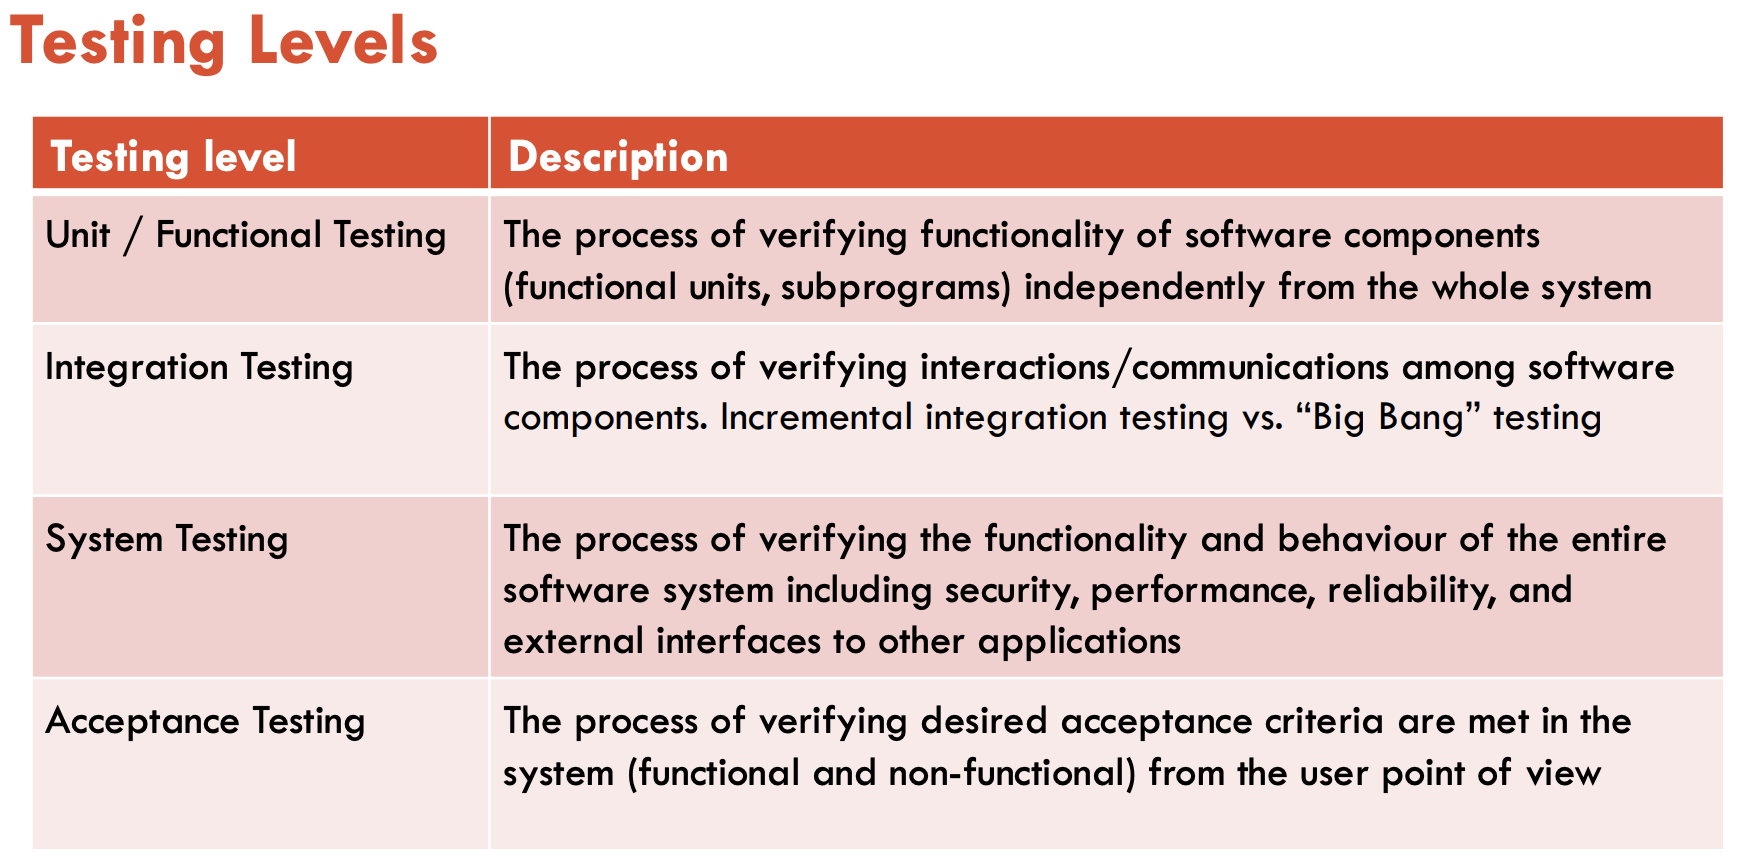 Testing Levels
Testing level
Description
Unit / Functional Testing
The process of verifying functionality of software components
(functional units, subprograms) independently from the whole system
Integration Testing
The process of verifying interactions/communications among software
components. Incremental integration testing vs. “Big Bang” testing
System Testing
The process of verifying the functionality and behaviour of the entire
software system including security, performance, reliability, and
external interfaces to other applications
Acceptance Testing
The process of verifying desired acceptance criteria are met in the
system (functional and non-functional) from the user point of view